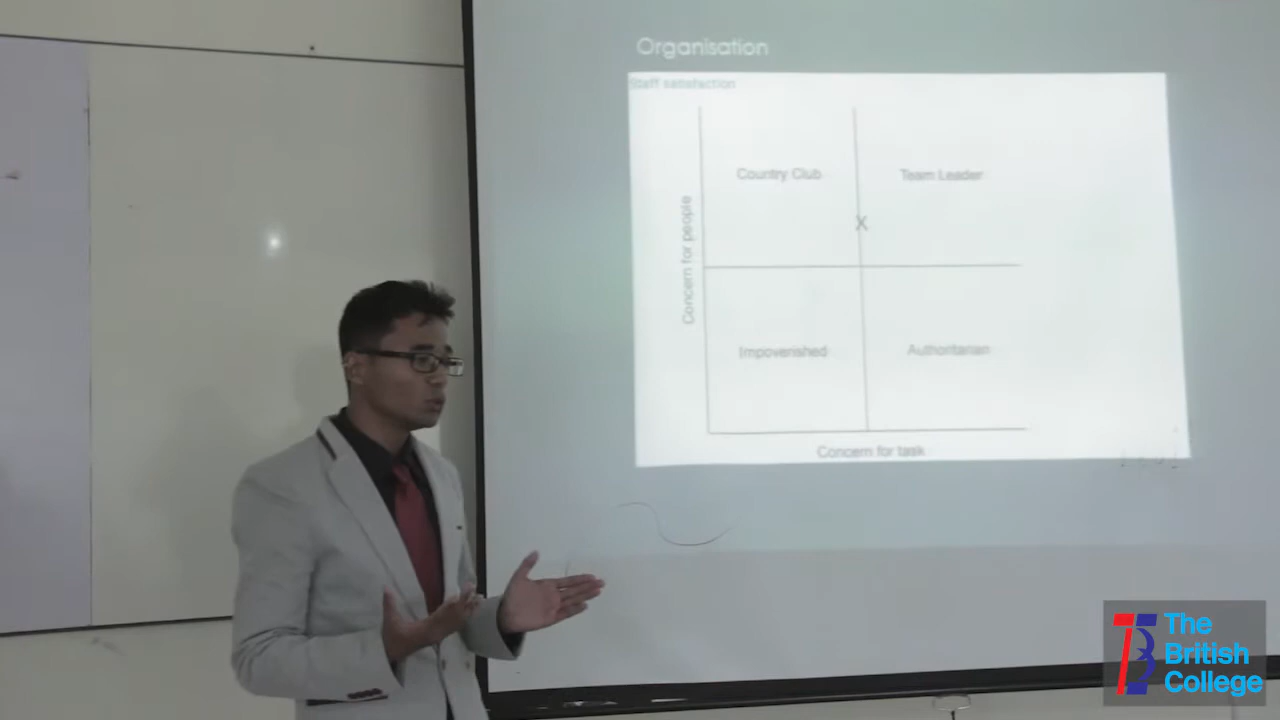 Organisation
Staff satisfaction
Country Club
Team Leader
X
Concern for people
Impoverished
Authoritarian
Concern for task
The
British
College